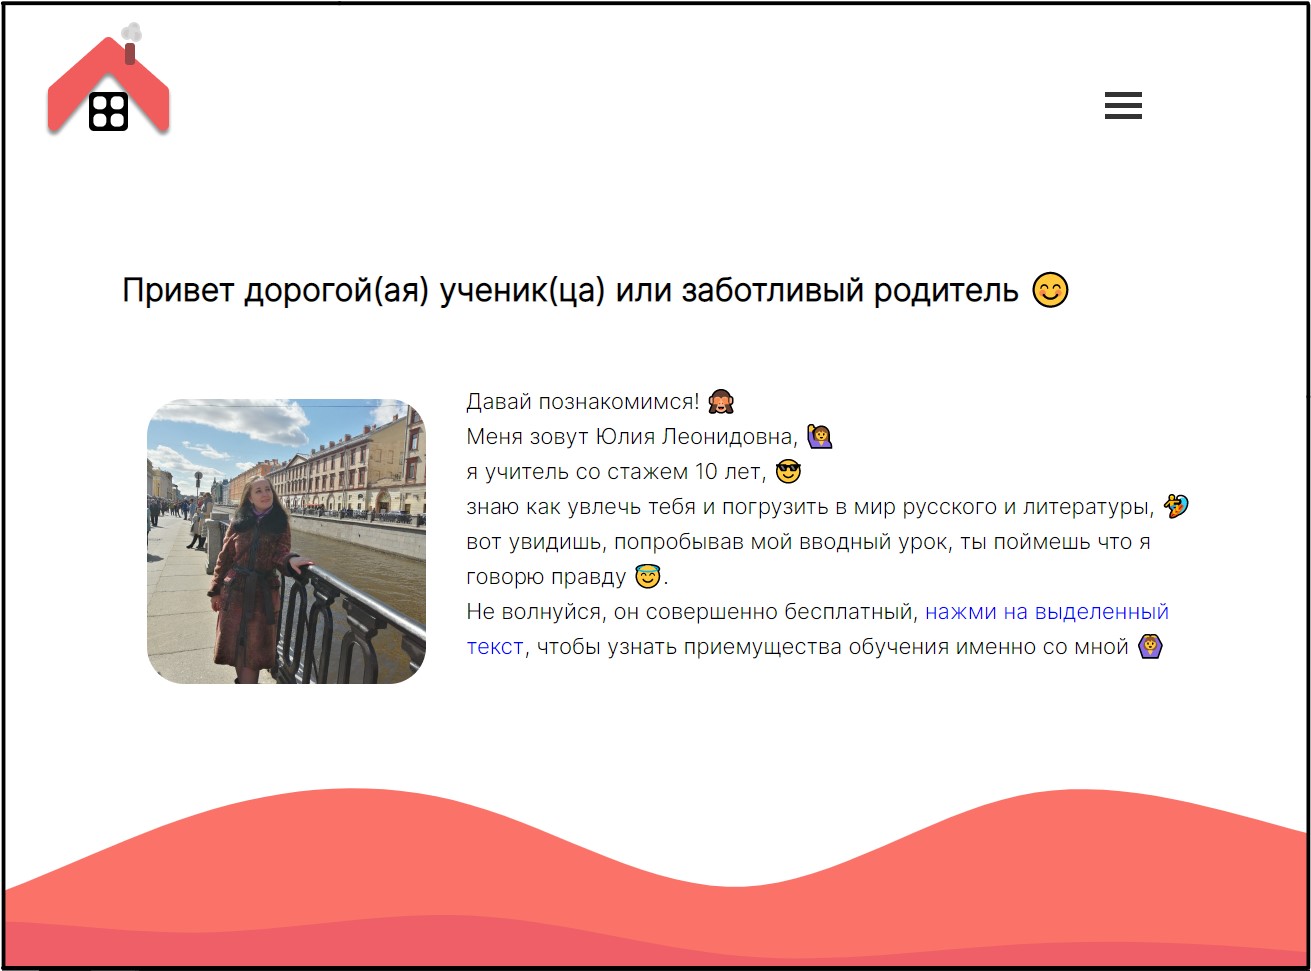 Привет дорогой(ая) ученик(ца) или заботливый родитель 😊
Давай познакомимся! 🙈
Меня зовут Юлия Леонидовна, 🙋‍♀️
я учитель со стажем 10 лет, 😎
знаю как увлечь тебя и погрузить в мир русского и литературы, 🏄
вот увидишь, попробывав мой вводный урок, ты поймешь что я
говорю правду 😇.
Не волнуйся, он совершенно бесплатный, нажми на выделенный
текст, чтобы узнать приемущества обучения именно со мной 🙆‍♀️